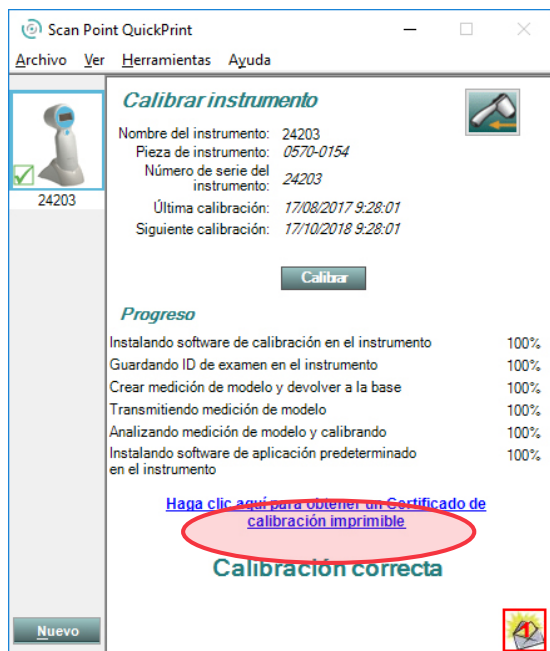 Scan Point QuickPrint
Archivo Ver Herramientas Ayuda
24203
Calibrar instrumento
Nombre del instrumento: 24203
Pieza de instrumento: 0570-0154
Número de serie del
instrumento: 24203
Última calibración: 17/08/2017 9:28:01
Siguiente calibración: 17/10/2018 9:28:01
Calibrar
Progreso
Instalando software de calibración en el instrumento 100%
Guardando ID de examen en el instrumento 100%
Crear medición de modelo y devolver a la base 100%
Transmitiendo medición de modelo 100%
Analizando medición de modelo y calibrando 100%
Instalando software de aplicación predeterminado 100%
en el instrumento
Haga clic aquí para obtener un Certificado de
calibración imprimible
Calibración correcta
Nuevo
1